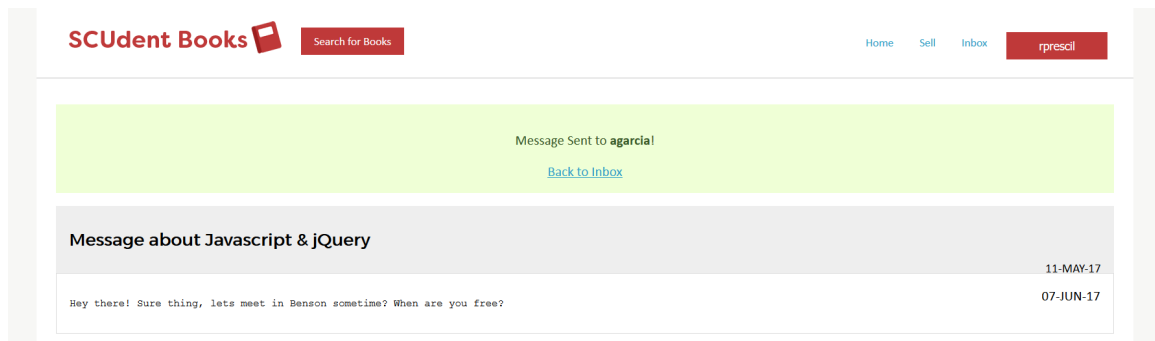 SCUdent Books
Search for Books
Home
Sell
Inbox
rprescil
Message Sent to agarcia!
Back to Inbox
Message about Javascript & jQuery
11-MAY-17
Hey there! Sure thing, lets meet in Benson sometime? When are you free?
07-JUN-17